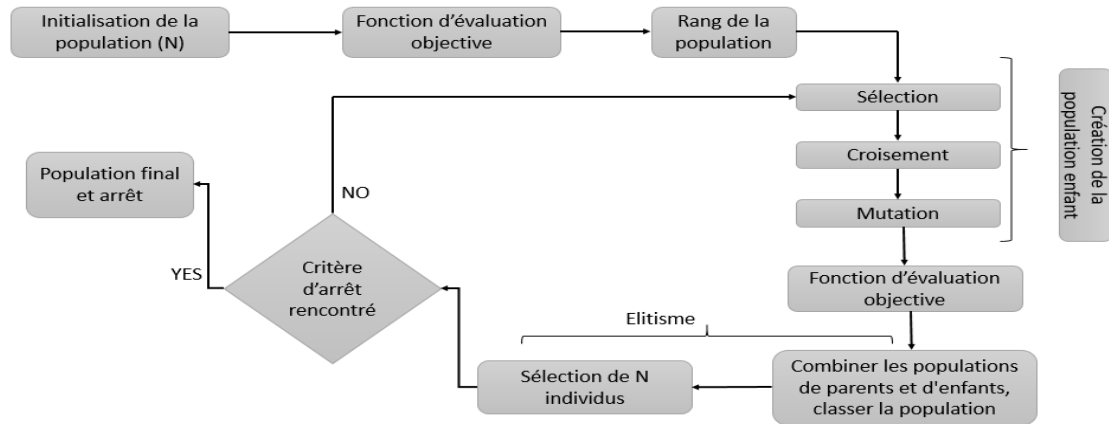 Initialisation de la
population (N)
Fonction d'évaluation
objective
Rang de la
population
Sélection
Croisement
Mutation
Création de la
population enfant
Fonction d'évaluation
objective
Combiner les populations
de parents et d'enfants,
classer la population
Elitisme
Sélection de N
individus
Critère
d'arrêt
rencontré
NO
YES
Population final
et arrêt